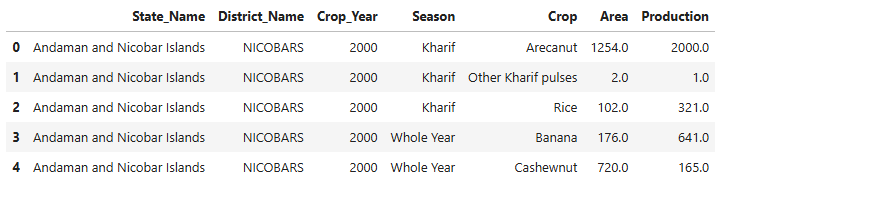 State_Name District_Name Crop_Year Season Crop Area Production
0 Andaman and Nicobar Islands NICOBARS 2000 Kharif Arecanut 1254.0 2000.0
1 Andaman and Nicobar Islands NICOBARS 2000 Kharif Other Kharif pulses 2.0 1.0
2 Andaman and Nicobar Islands NICOBARS 2000 Kharif Rice 102.0 321.0
3 Andaman and Nicobar Islands NICOBARS 2000 Whole Year Banana 176.0 641.0
4 Andaman and Nicobar Islands NICOBARS 2000 Whole Year Cashewnut 720.0 165.0